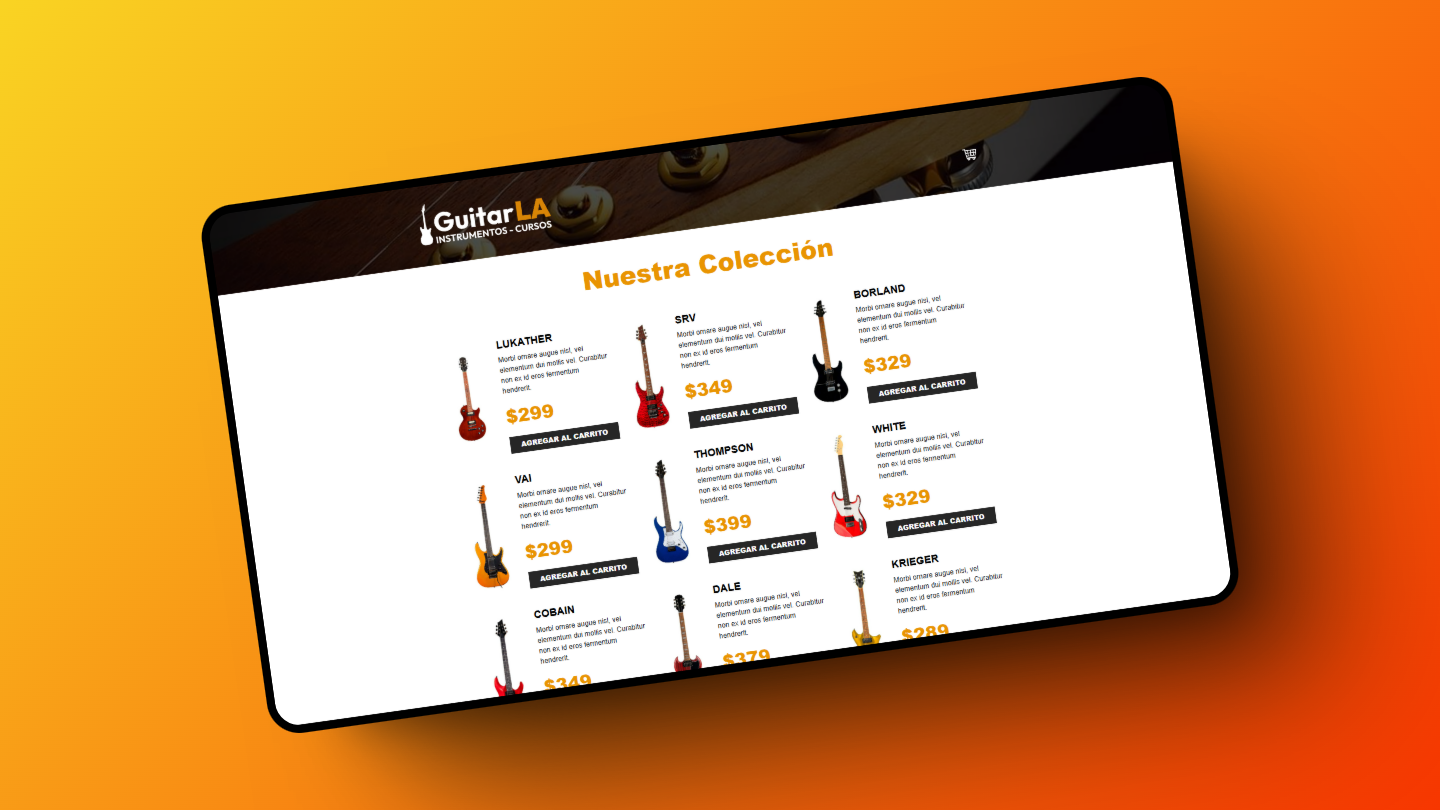 GuitarLA
INSTRUMENTOS - CURSOS
Nuestra Colección
LUKATHER
Morbi ornare augue nisl, vel
elementum dui mollis vel. Curabitur
non ex id eros fermentum
hendrerit.
$299
AGREGAR AL CARRITO
SRV
Morbi ornare augue nisl, vel
elementum dui mollis vel. Curabitur
non ex id eros fermentum
hendrerit.
$349
AGREGAR AL CARRITO
BORLAND
Morbi ornare augue nisl, vel
elementum dui mollis vel. Curabitur
non ex id eros fermentum
hendrerit.
$329
AGREGAR AL CARRITO
VAI
Morbi ornare augue nisl, vel
elementum dui mollis vel. Curabitur
non ex id eros fermentum
hendrerit.
$299
AGREGAR AL CARRITO
THOMPSON
Morbi ornare augue nisl, vel
elementum dui mollis vel. Curabitur
non ex id eros fermentum
hendrerit.
$399
AGREGAR AL CARRITO
WHITE
Morbi ornare augue nisl, vel
elementum dui mollis vel. Curabitur
non ex id eros fermentum
hendrerit.
$329
AGREGAR AL CARRITO
COBAIN
Morbi ornare augue nisl, vel
elementum dui mollis vel. Curabitur
non ex id eros fermentum
hendrerit.
$349
DALE
Morbi ornare augue nisl, vel
elementum dui mollis vel. Curabitur
non ex id eros fermentum
hendrerit.
$379
KRIEGER
Morbi ornare augue nisl, vel
elementum dui mollis vel. Curabitur
non ex id eros fermentum
hendrerit.
$289